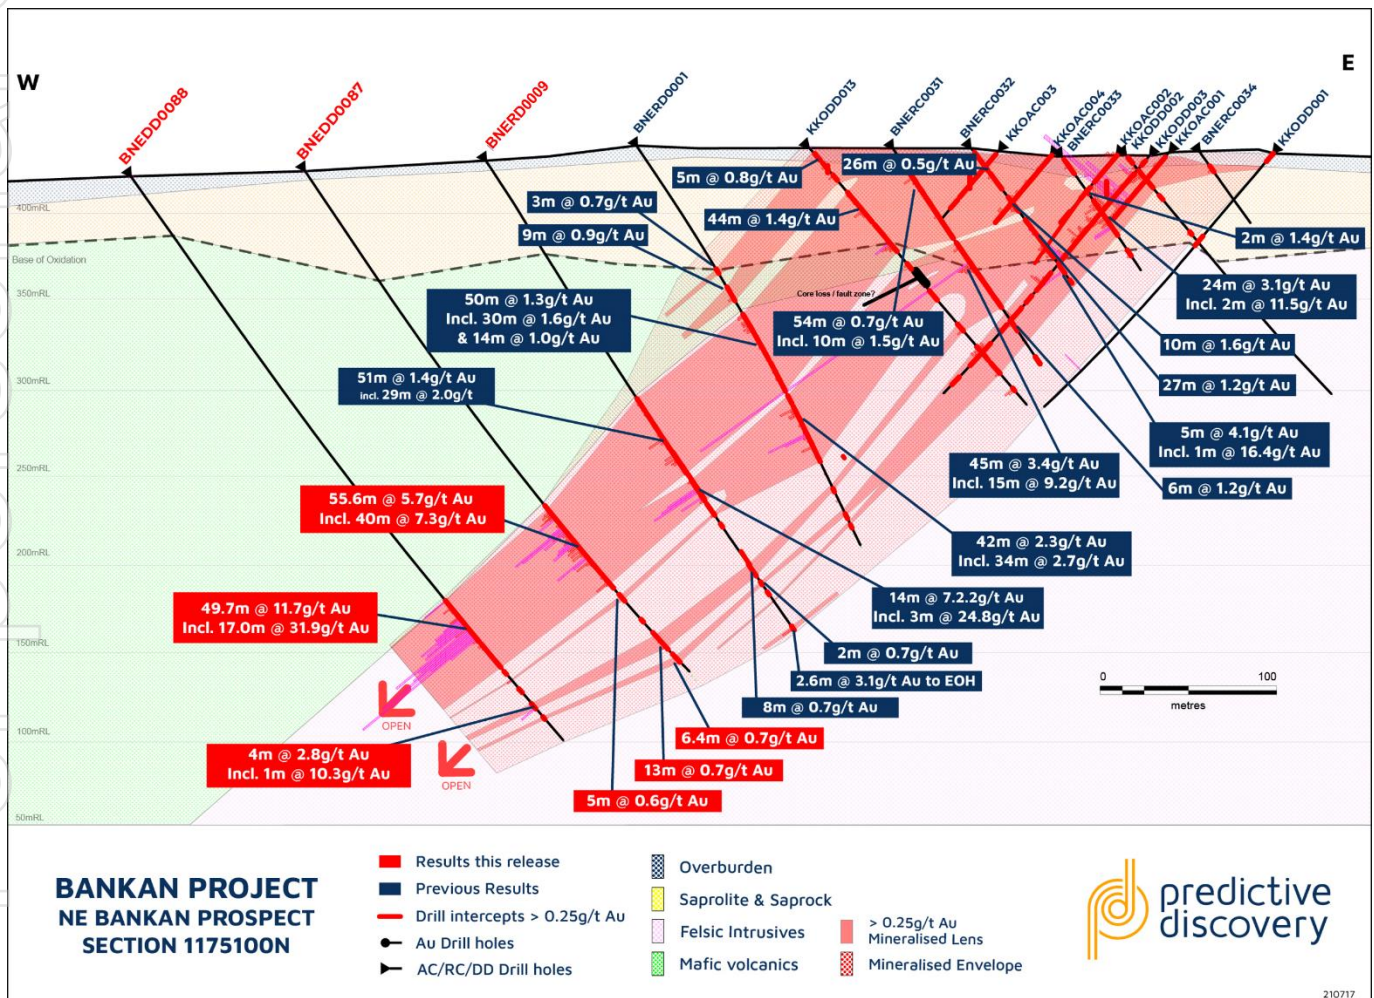 W
E
BNEDD0088
BNEDD0087
BNERD0009
BNERD0001
KKODD013
BNERC0031
BNERC0032
KKOAC003
KKOAC004
BNERC0033
KKOAC002
KKODD002
KKODD003
KKOAC001
BNERC0034
KKODD001
5m @ 0.8g/t Au
26m @ 0.5g/t Au
3m @ 0.7g/t Au
44m @ 1.4g/t Au
9m @ 0.9g/t Au
2m @ 1.4g/t Au
400mRL
Base of Oxidation
350mRL
300mRL
250mRL
200mRL
150mRL
100mRL
50mRL
Core loss / fault zone?
24m @ 3.1g/t Au
Incl. 2m @ 11.5g/t Au
50m @ 1.3g/t Au
Incl. 30m @ 1.6g/t Au
& 14m @ 1.0g/t Au
54m @ 0.7g/t Au
Incl. 10m @ 1.5g/t Au
10m @ 1.6g/t Au
51m @ 1.4g/t Au
incl. 29m @ 2.0g/t
27m @ 1.2g/t Au
5m @ 4.1g/t Au
Incl. 1m @ 16.4g/t Au
45m @ 3.4g/t Au
Incl. 15m @ 9.2g/t Au
6m @ 1.2g/t Au
55.6m @ 5.7g/t Au
Incl. 40m @ 7.3g/t Au
42m @ 2.3g/t Au
Incl. 34m @ 2.7g/t Au
49.7m @ 11.7g/t Au
Incl. 17.0m @ 31.9g/t Au
14m @ 7.2.2g/t Au
Incl. 3m @ 24.8g/t Au
2m @ 0.7g/t Au
2.6m @ 3.1g/t Au to EOH
8m @ 0.7g/t Au
0 100
metres
OPEN
OPEN
4m @ 2.8g/t Au
Incl. 1m @ 10.3g/t Au
6.4m @ 0.7g/t Au
13m @ 0.7g/t Au
5m @ 0.6g/t Au
BANKAN PROJECT
NE BANKAN PROSPECT
SECTION 1175100N
Results this release
Previous Results
Drill intercepts > 0.25g/t Au
Au Drill holes
AC/RC/DD Drill holes
Overburden
Saprolite & Saprock
Felsic Intrusives
Mafic volcanics
> 0.25g/t Au
Mineralised Lens
Mineralised Envelope
predictive
discovery
210717